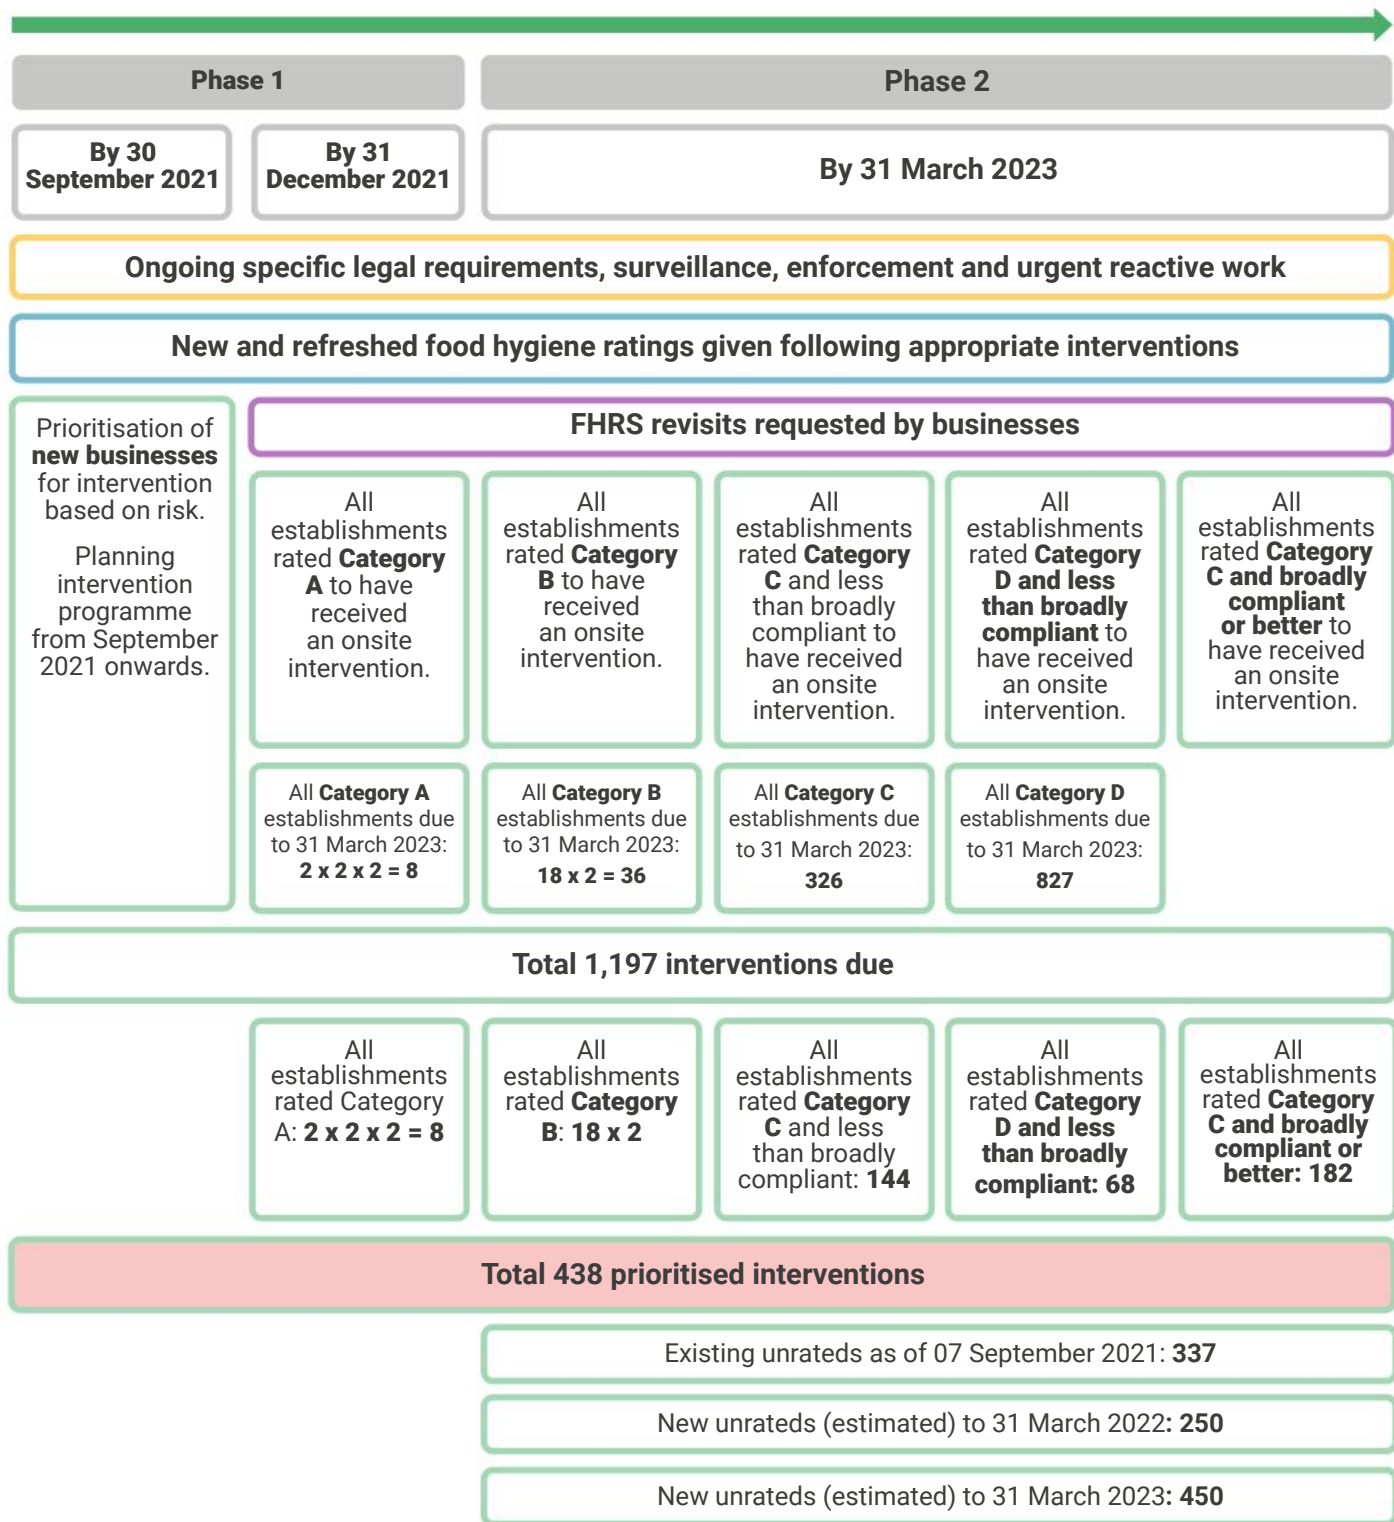 Phase 1
Phase 2
By 30
September 2021
By 31
December 2021
By 31 March 2023
Ongoing specific legal requirements, surveillance, enforcement and urgent reactive work
New and refreshed food hygiene ratings given following appropriate interventions
Prioritisation of
new businesses
for intervention
based on risk.
Planning
intervention
programme
from September
2021 onwards.
FHRS revisits requested by businesses
All
establishments
rated Category
A to have
received
an onsite
intervention.
All
establishments
rated Category
B to have
received
an onsite
intervention.
All
establishments
rated Category
C and less
than broadly
compliant to
have received
an onsite
intervention.
All
establishments
rated Category
D and less
than broadly
compliant to
have received
an onsite
intervention.
All
establishments
rated Category
C and broadly
compliant
or better to
have received
an onsite
intervention.
All Category A
establishments due
to 31 March 2023:
2 x 2 x 2 = 8
All Category B
establishments due
to 31 March 2023:
18 x 2 = 36
All Category C
establishments due
to 31 March 2023:
326
All Category D
establishments due
to 31 March 2023:
827
Total 1,197 interventions due
All
establishments
rated Category
A: 2 x 2 x 2 = 8
All
establishments
rated Category
B: 18 x 2
All
establishments
rated Category
C and less
than broadly
compliant: 144
All
establishments
rated Category
D and less
than broadly
compliant: 68
All
establishments
rated Category
C and broadly
compliant or
better: 182
Total 438 prioritised interventions
Existing unrateds as of 07 September 2021: 337
New unrateds (estimated) to 31 March 2022: 250
New unrateds (estimated) to 31 March 2023: 450